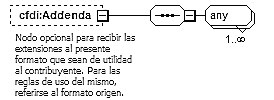 cfdi:Addenda
any
1..∞
Nodo opcional para recibir las
extensiones al presente
formato que sean de utilidad
al contribuyente. Para las
reglas de uso del mismo,
referirse al formato origen.